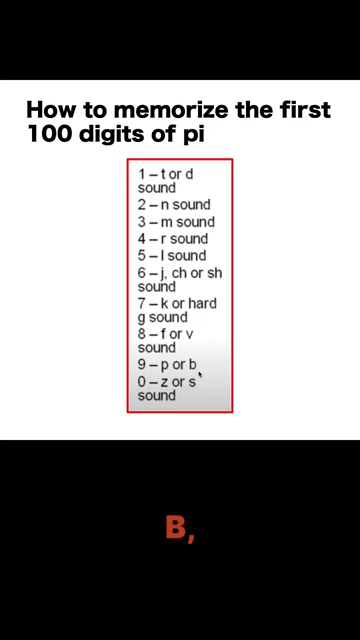 How to memorize the first
100 digits of pi
1 – t or d
sound
2 – n sound
3 – m sound
4 – r sound
5 – l sound
6 – j, ch or sh
sound
7 – k or hard
g sound
8 – f or v
sound
9 – p or b
0 – z or s
sound
B,